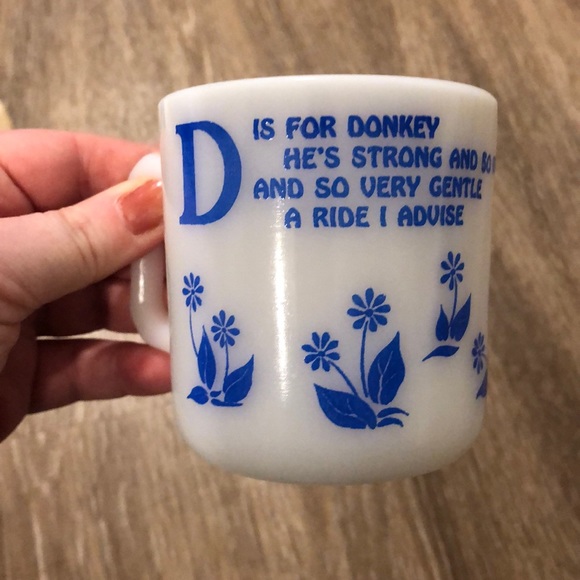 D IS FOR DONKEY
HE'S STRONG AND SO
AND SO VERY GENTLE
A RIDE I ADVISE